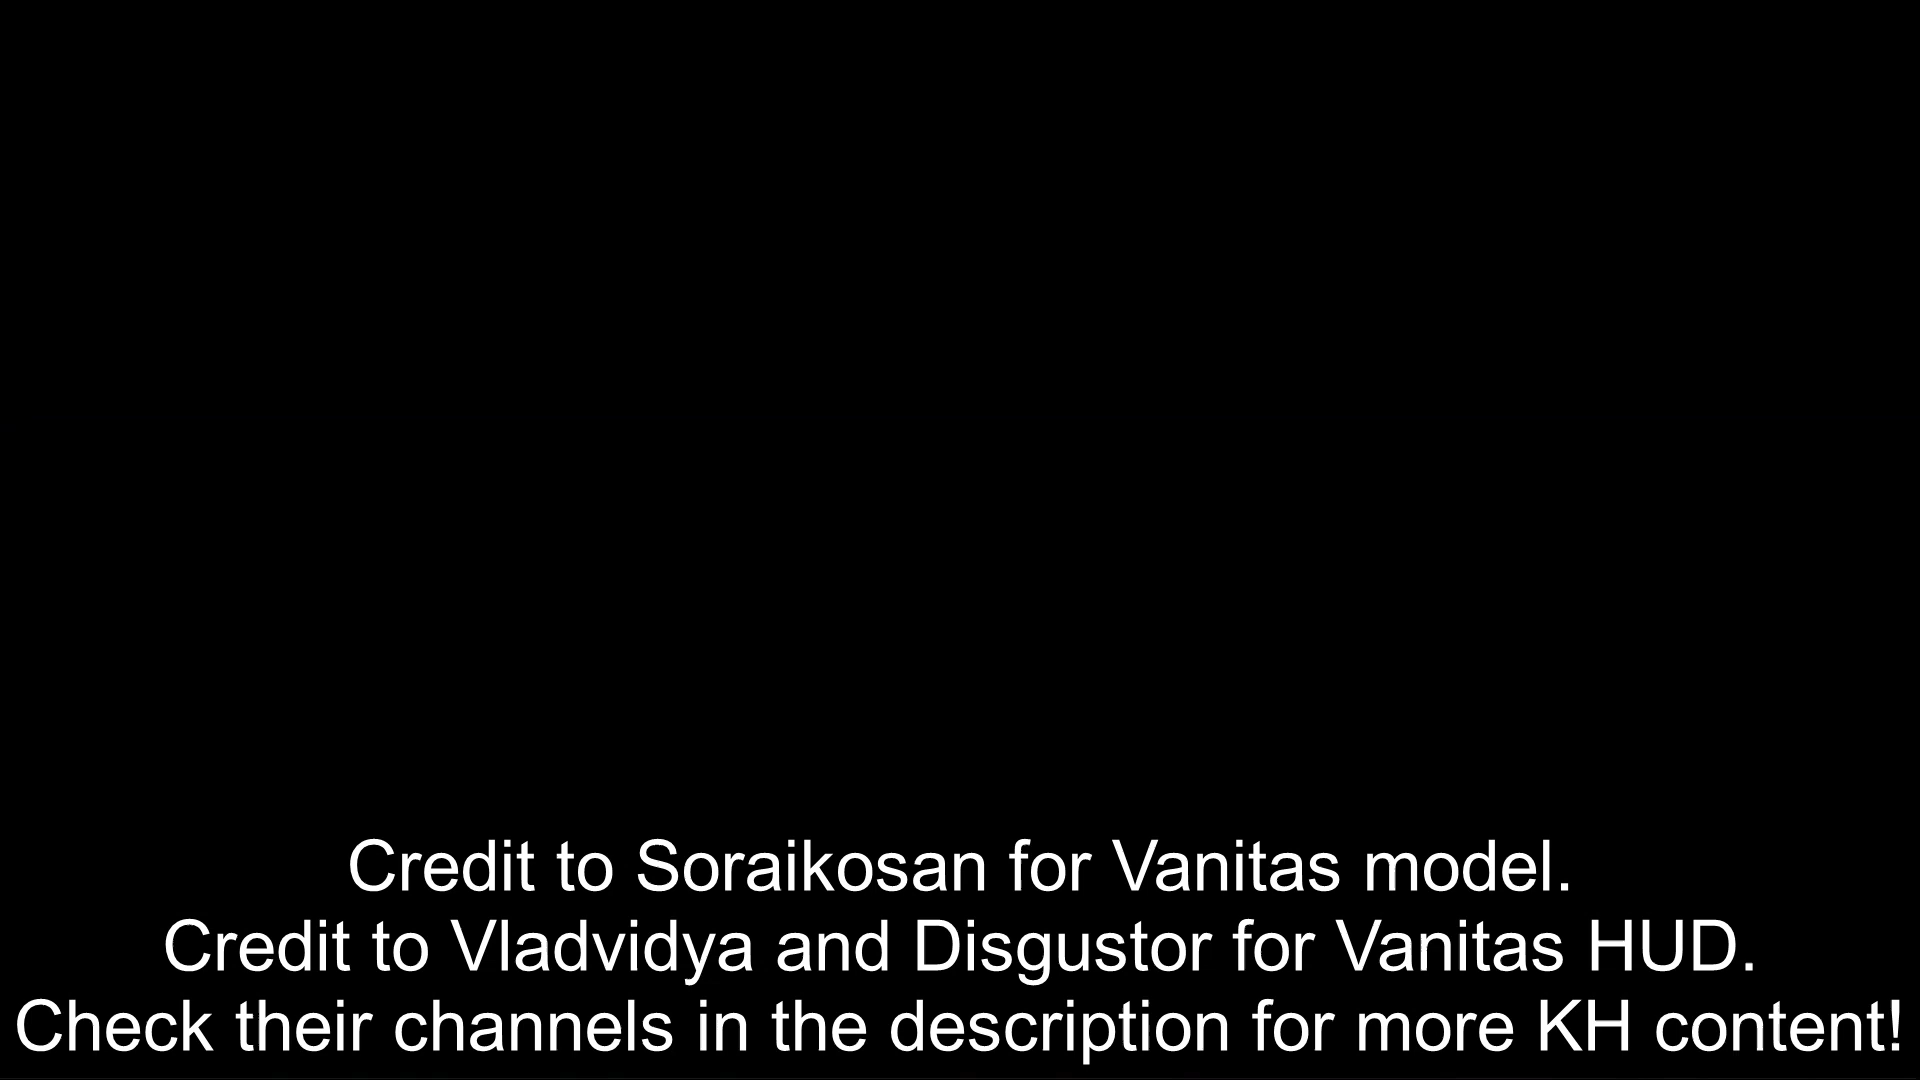 Credit to Soraikosan for Vanitas model.
Credit to Vladvidya and Disgustor for Vanitas HUD.
Check their channels in the description for more KH content!